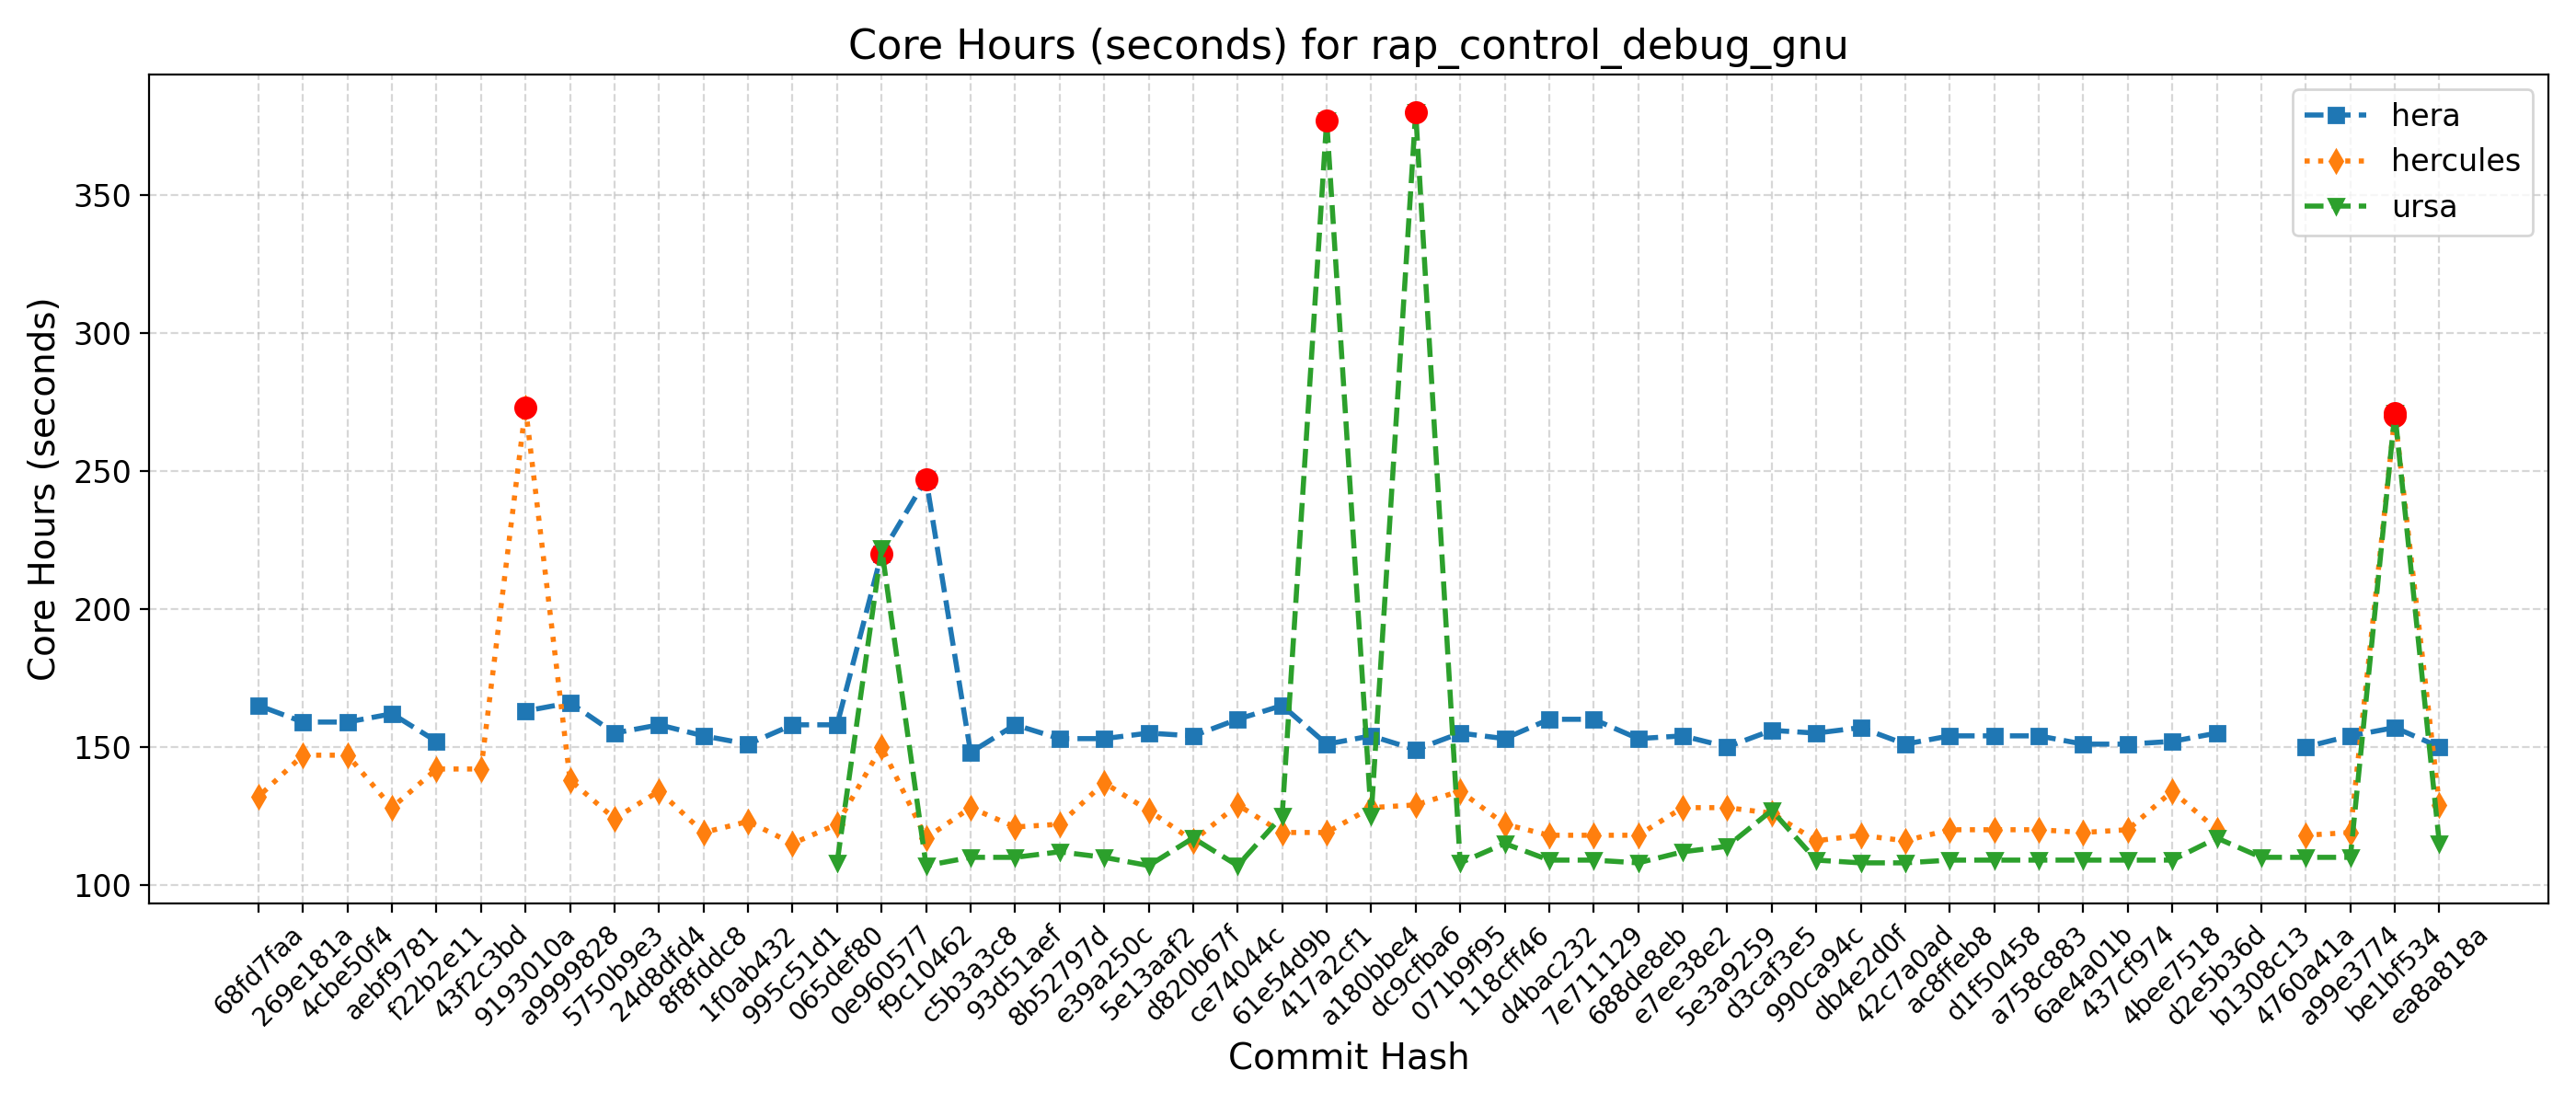 Core Hours (seconds) for rap_control_debug_gnu
hera
hercules
ursa
Core Hours (seconds)
350
300
250
200
150
100
68fd7faa
269e181a
4cbe50f4
aebf9781
f22b2e11
43f2c3bd
9193010a
a9999828
5750b9e3
24d8dfd4
8f8fddc8
1f0ab432
995c51d1
065def80
0e960577
f9c10462
c5b3a3c8
93d51aef
8b52797d
e39a250c
5e13aaf2
d820b67f
ce74044c
61e54d9b
417a2cf1
a180bbe4
dc9cfba6
071b9f95
118cff46
d4bac232
7e711129
688de8eb
e7ee38e2
5e3a9259
d3caf3e5
990ca94c
db4e2d0f
42c7a0ad
ac8ffeb8
d1f50458
a758c883
6ae4a01b
437cf974
4bee7518
d2e5b36d
b1308c13
4760a41a
a99e3774
be1bf534
ea8a818a
Commit Hash